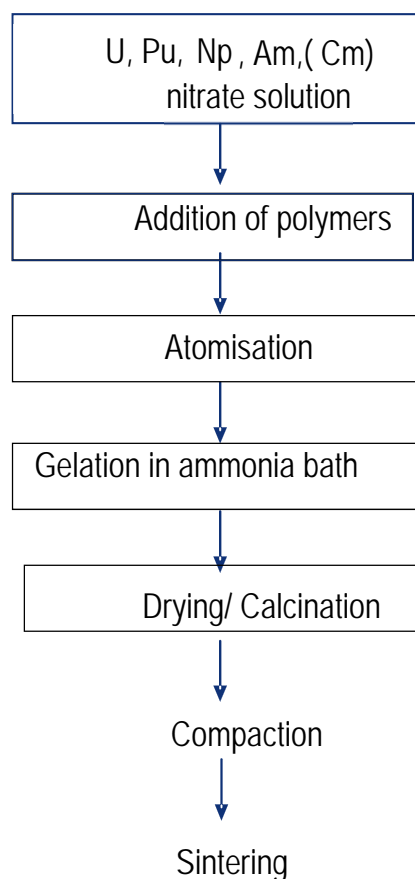 U, Pu, Np , Am,( Cm)
nitrate solution
Addition of polymers
Atomisation
Gelation in ammonia bath
Drying/ Calcination
Compaction
Sintering